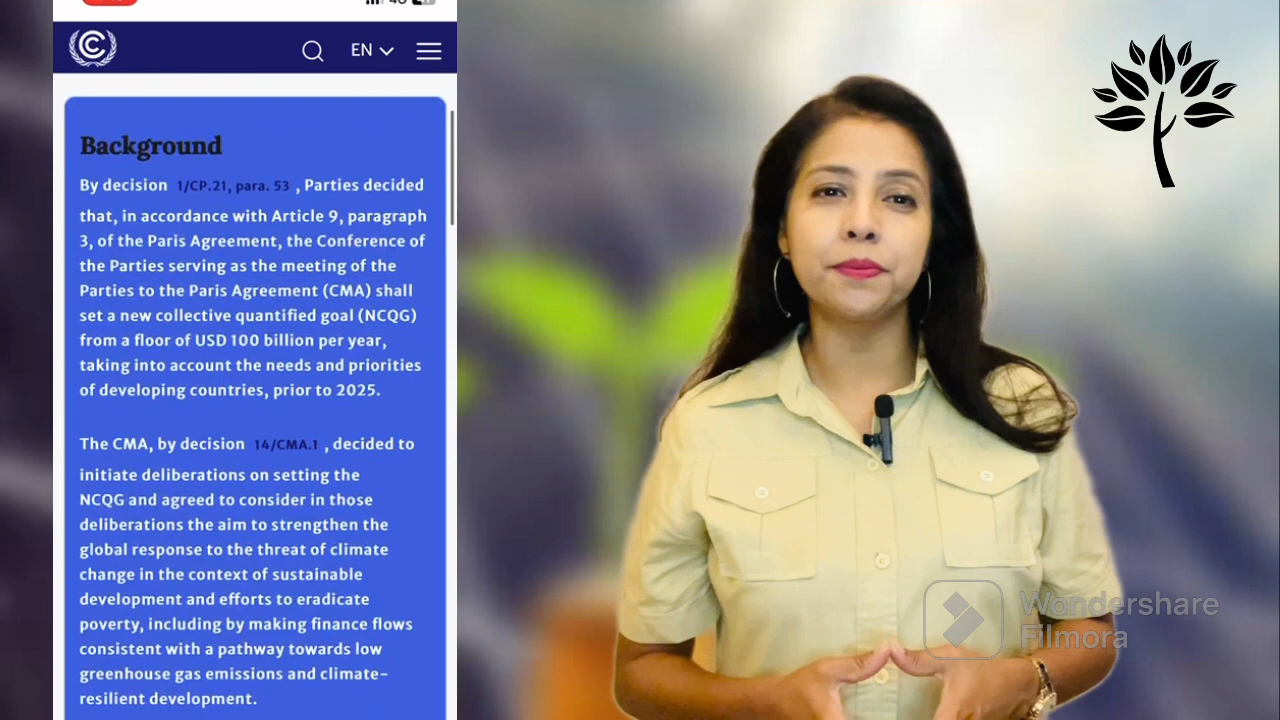 EN
Background
By decision 1/CP.21, para. 53 , Parties decided
that, in accordance with Article 9, paragraph
3, of the Paris Agreement, the Conference of
the Parties serving as the meeting of the
Parties to the Paris Agreement (CMA) shall
set a new collective quantified goal (NCQG)
from a floor of USD 100 billion per year,
taking into account the needs and priorities
of developing countries, prior to 2025.
The CMA, by decision 14/CMA.1 , decided to
initiate deliberations on setting the
NCQG and agreed to consider in those
deliberations the aim to strengthen the
global response to the threat of climate
change in the context of sustainable
development and efforts to eradicate
poverty, including by making finance flows
consistent with a pathway towards low
greenhouse gas emissions and climate-
resilient development.
Wondershare
Filmora